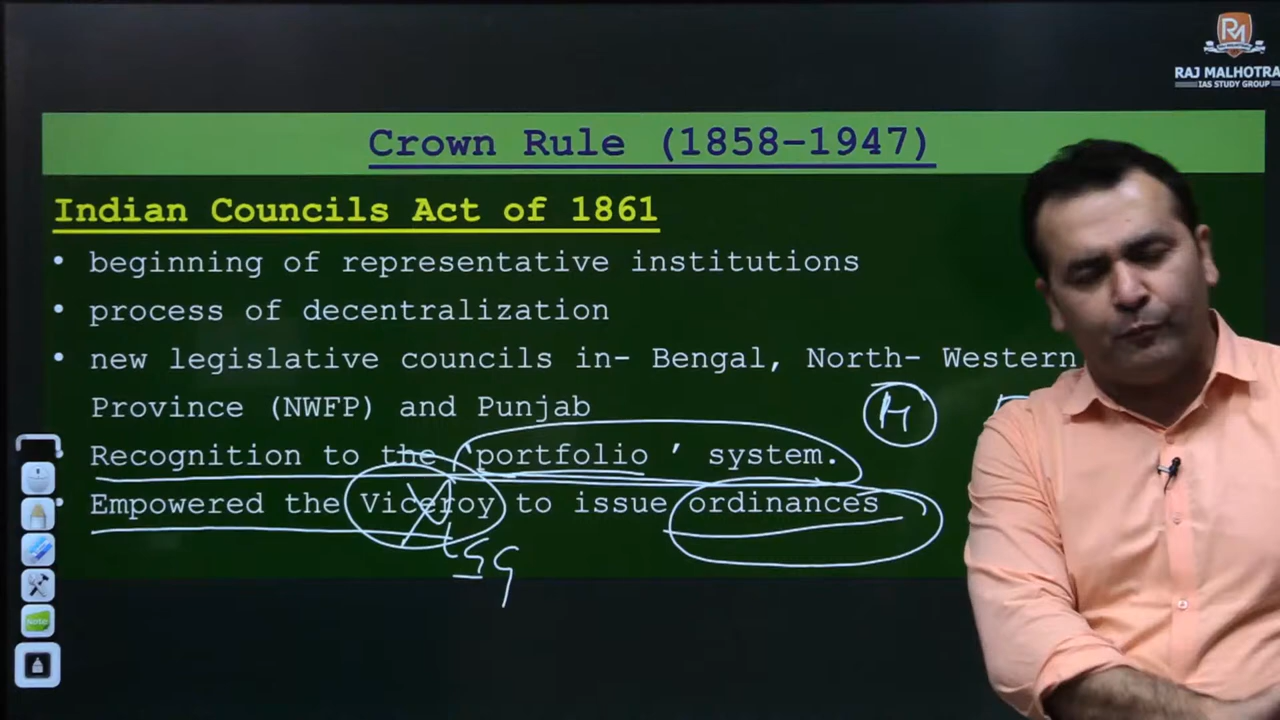 RAJ MALHOTRA
IAS STUDY GROUP
Crown Rule (1858-1947)
Indian Councils Act of 1861
• beginning of representative institutions
• process of decentralization
• new legislative councils in- Bengal, North- Western
Province (NWFP) and Punjab
Recognition to the 'portfolio ' system.
• Empowered the Viceroy to issue ordinances
Note